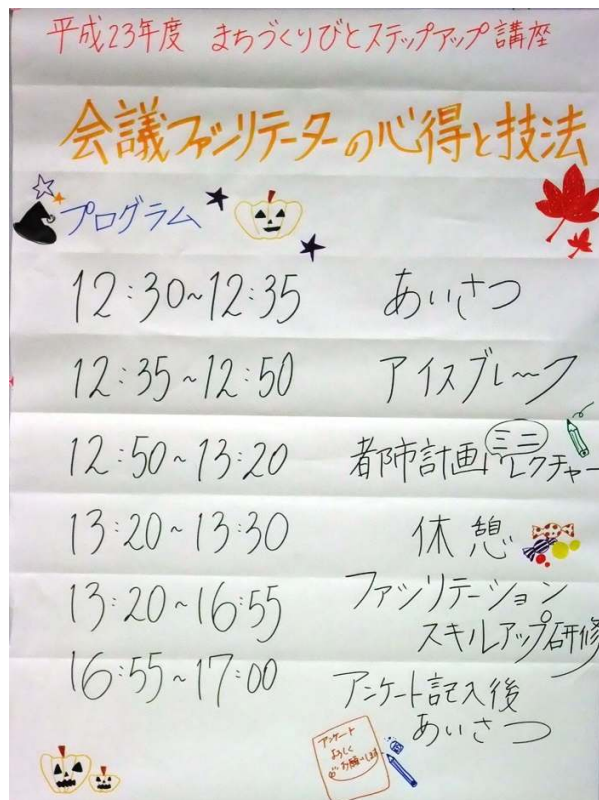 平成23年度 まちづくりびとステップアップ講座
会議ファシリテーターの心得と技法
プログラム
12:30~12:35 あいさつ
12:35~12:50 アイスブレーク
12:50~13:20 都市計画ミニレクチャー
13:20~13:30 休憩
13:20~16:55 ファシリテーション
スキルアップ研修
16:55~17:00 アンケート記入後
あいさつ
アンケート
よろしく
お願いします